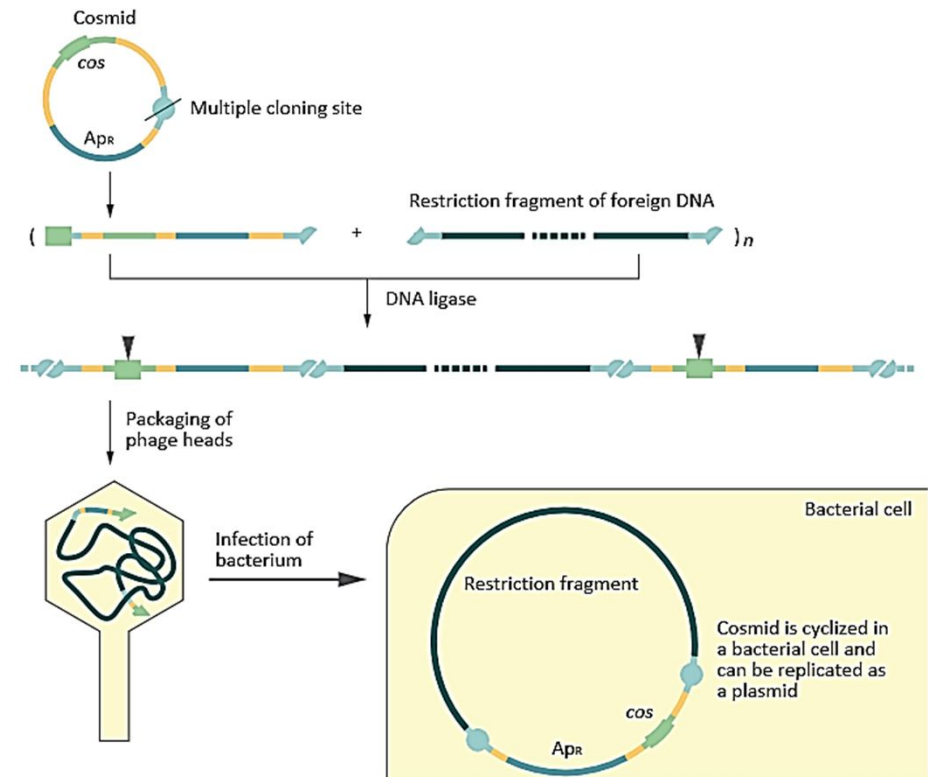 Cosmid
cos
Multiple cloning site
ApR
Restriction fragment of foreign DNA
( + )n
DNA ligase
Packaging of
phage heads
Bacterial cell
Infection of
bacterium
Restriction fragment
Cosmid is cyclized in
a bacterial cell and
can be replicated as
a plasmid
cos
ApR